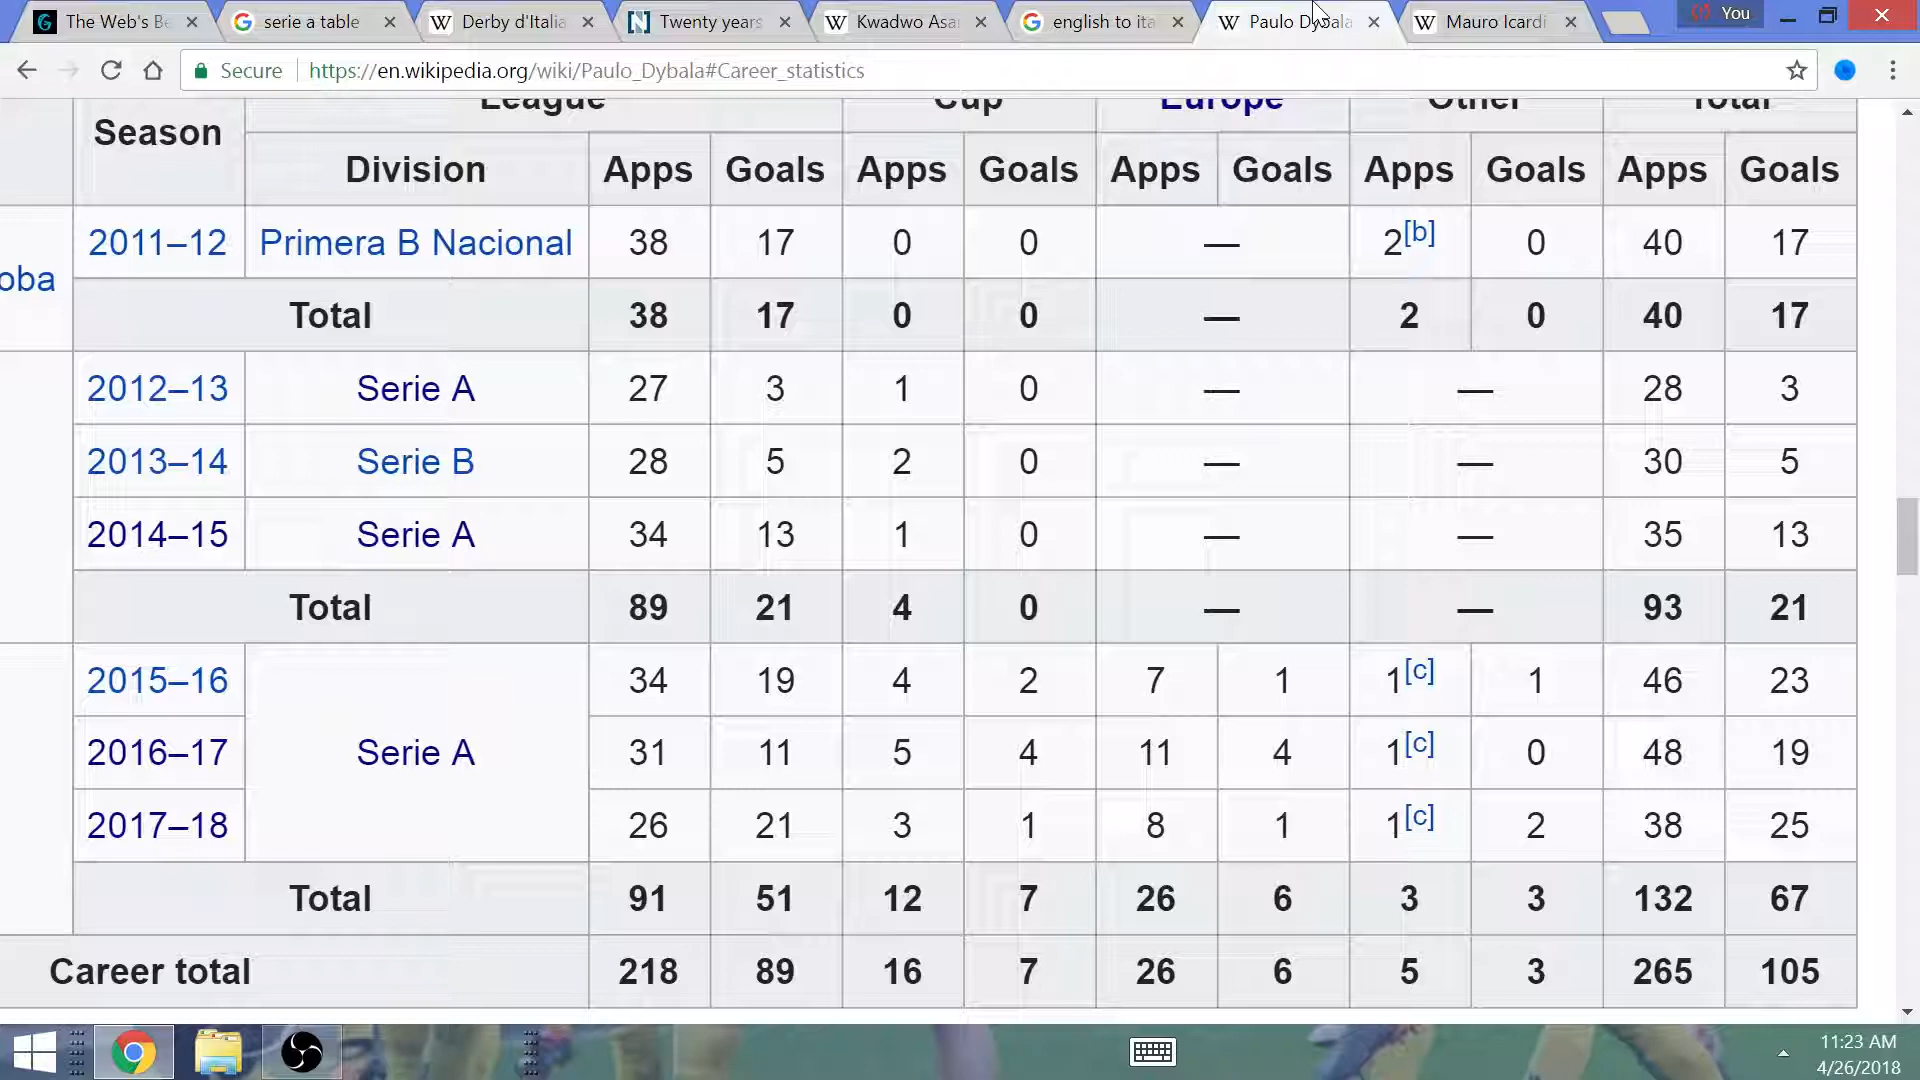 The Web's Be
serie a table
Derby d'Italia
Twenty years
Kwadwo Asa
english to ita
Paulo Dybala
Mauro Icardi
You
Secure https://en.wikipedia.org/wiki/Paulo_Dybala#Career_statistics
Season League Cup Europe Other Total
Division Apps Goals Apps Goals Apps Goals Apps Goals Apps Goals
oba
2011–12 Primera B Nacional 38 17 0 0 — 2[b] 0 40 17
Total 38 17 0 0 — 2 0 40 17
2012–13 Serie A 27 3 1 0 — — 28 3
2013–14 Serie B 28 5 2 0 — — 30 5
2014–15 Serie A 34 13 1 0 — — 35 13
Total 89 21 4 0 — — 93 21
2015–16 34 19 4 2 7 1 1[c] 1 46 23
2016–17 Serie A 31 11 5 4 11 4 1[c] 0 48 19
2017–18 26 21 3 1 8 1 1[c] 2 38 25
Total 91 51 12 7 26 6 3 3 132 67
Career total 218 89 16 7 26 6 5 3 265 105
11:23 AM
4/26/2018